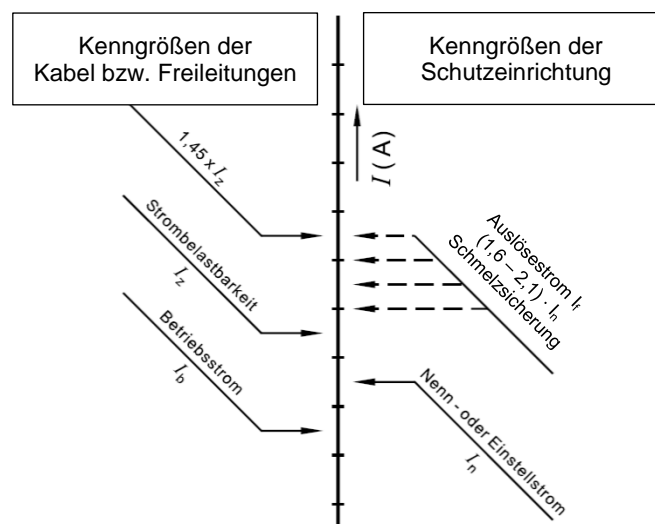 Kenngrößen der
Kabel bzw. Freileitungen
Kenngrößen der
Schutzeinrichtung
I (A)
1,45 x Iz
Strombelastbarkeit
Iz
Betriebsstrom
Ib
Auslösestrom If
(1,6 – 2,1) · In
Schmelzsicherung
Nenn - oder Einstellstrom
In